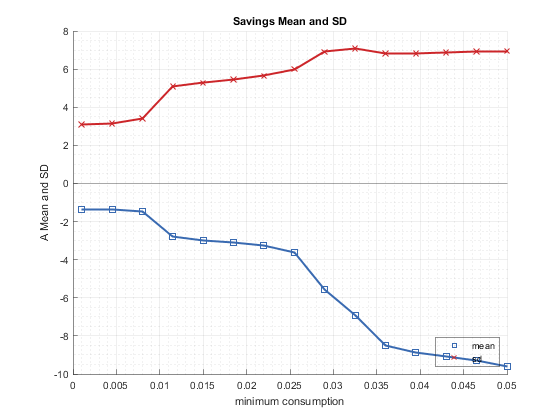 Savings Mean and SD
8
6
4
2
0
-2
-4
-6
-8
-10
A Mean and SD
mean
sd
0 0.005 0.01 0.015 0.02 0.025 0.03 0.035 0.04 0.045 0.05
minimum consumption